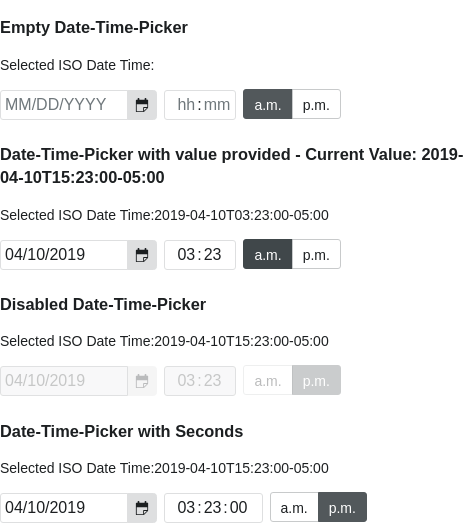 Empty Date-Time-Picker
Selected ISO Date Time:
MM/DD/YYYY hh:mm a.m. p.m.
Date-Time-Picker with value provided - Current Value: 2019-
04-10T15:23:00-05:00
Selected ISO Date Time:2019-04-10T03:23:00-05:00
04/10/2019 03:23 a.m. p.m.
Disabled Date-Time-Picker
Selected ISO Date Time:2019-04-10T15:23:00-05:00
04/10/2019 03:23 a.m. p.m.
Date-Time-Picker with Seconds
Selected ISO Date Time:2019-04-10T15:23:00-05:00
04/10/2019 03:23:00 a.m. p.m.